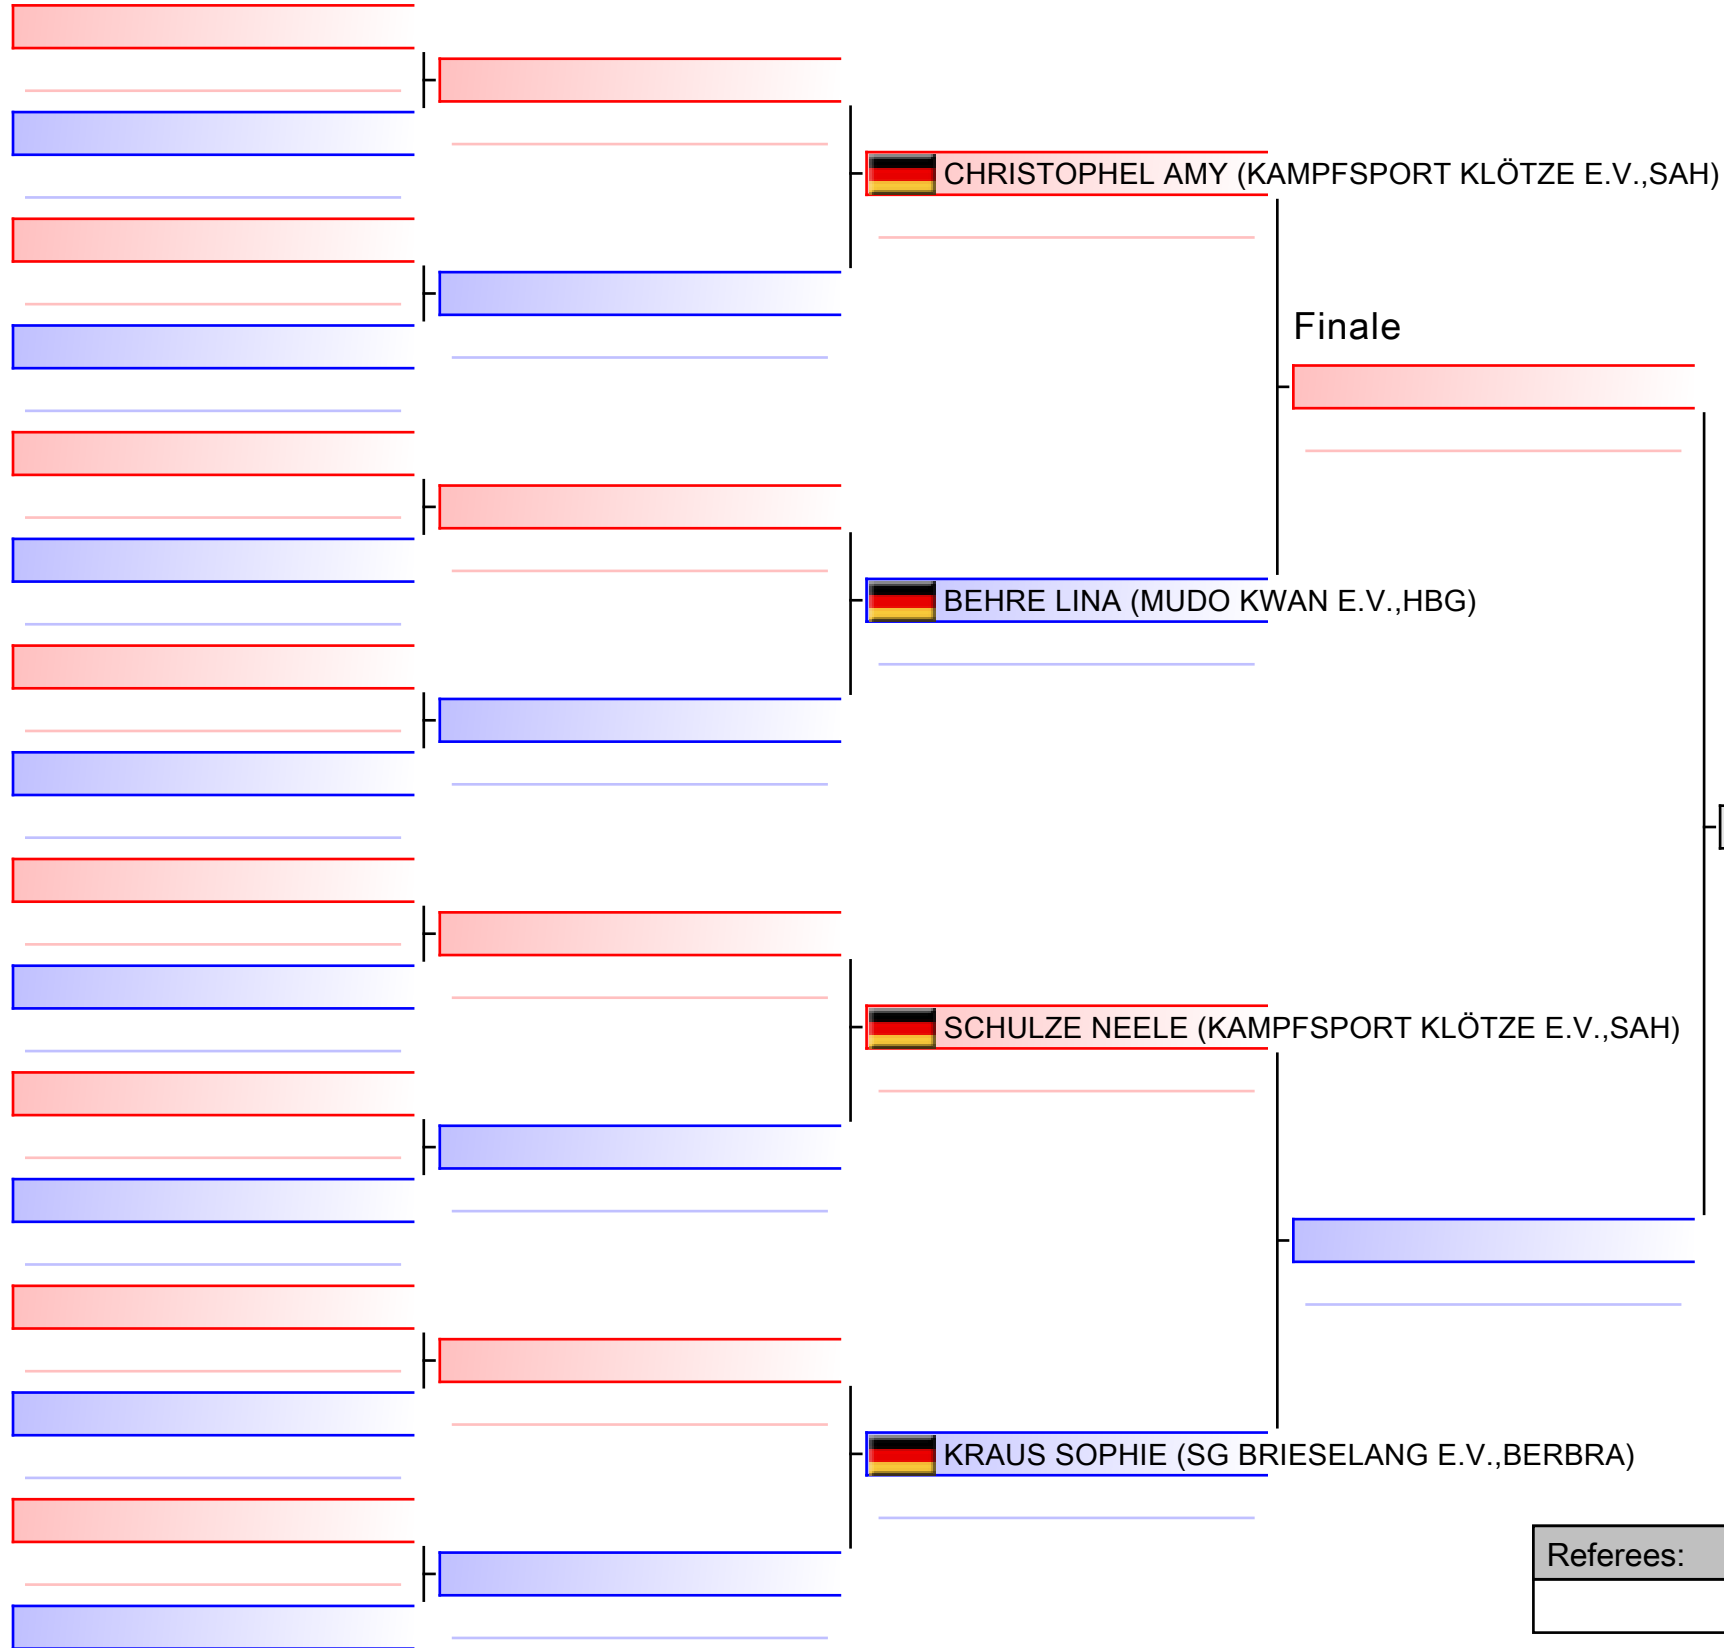 CHRISTOPHEL AMY (KAMPFSPORT KLÖTZE E.V.,SAH)
Finale
BEHRE LINA (MUDO KWAN E.V.,HBG)
SCHULZE NEELE (KAMPFSPORT KLÖTZE E.V.,SAH)
KRAUS SOPHIE (SG BRIESELANG E.V.,BERBRA)
Referees: